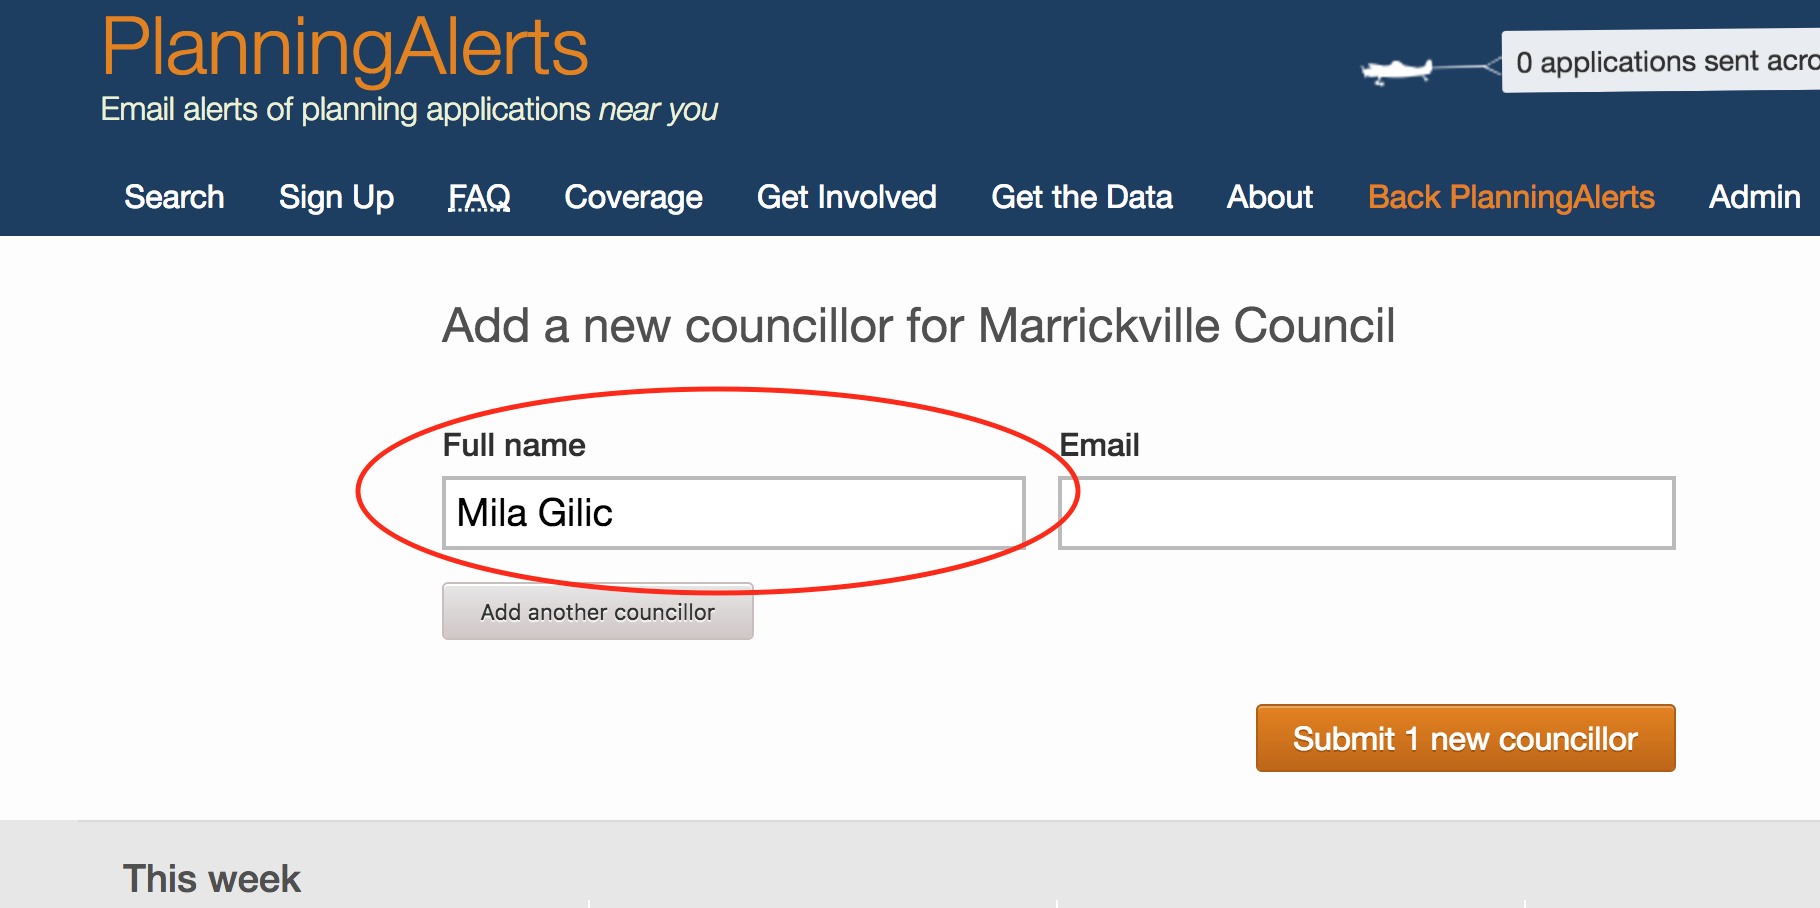 PlanningAlerts
Email alerts of planning applications near you
0 applications sent acro
Search Sign Up FAQ Coverage Get Involved Get the Data About Back PlanningAlerts Admin
Add a new councillor for Marrickville Council
Full name Email
Mila Gilic
Add another councillor
Submit 1 new councillor
This week